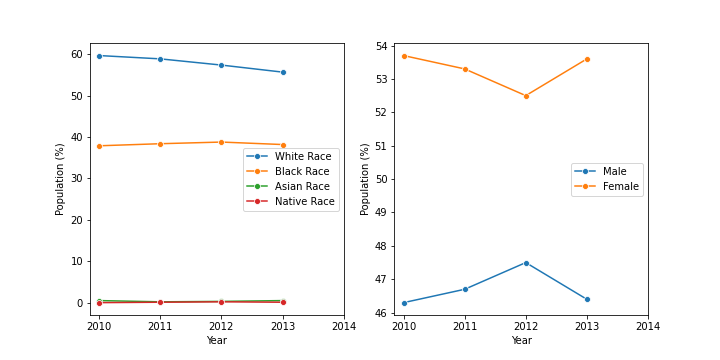 60
50
40
30
20
10
0
Population (%)
2010 2011 2012 2013 2014
Year
White Race
Black Race
Asian Race
Native Race
54
53
52
51
50
49
48
47
46
Population (%)
2010 2011 2012 2013 2014
Year
Male
Female